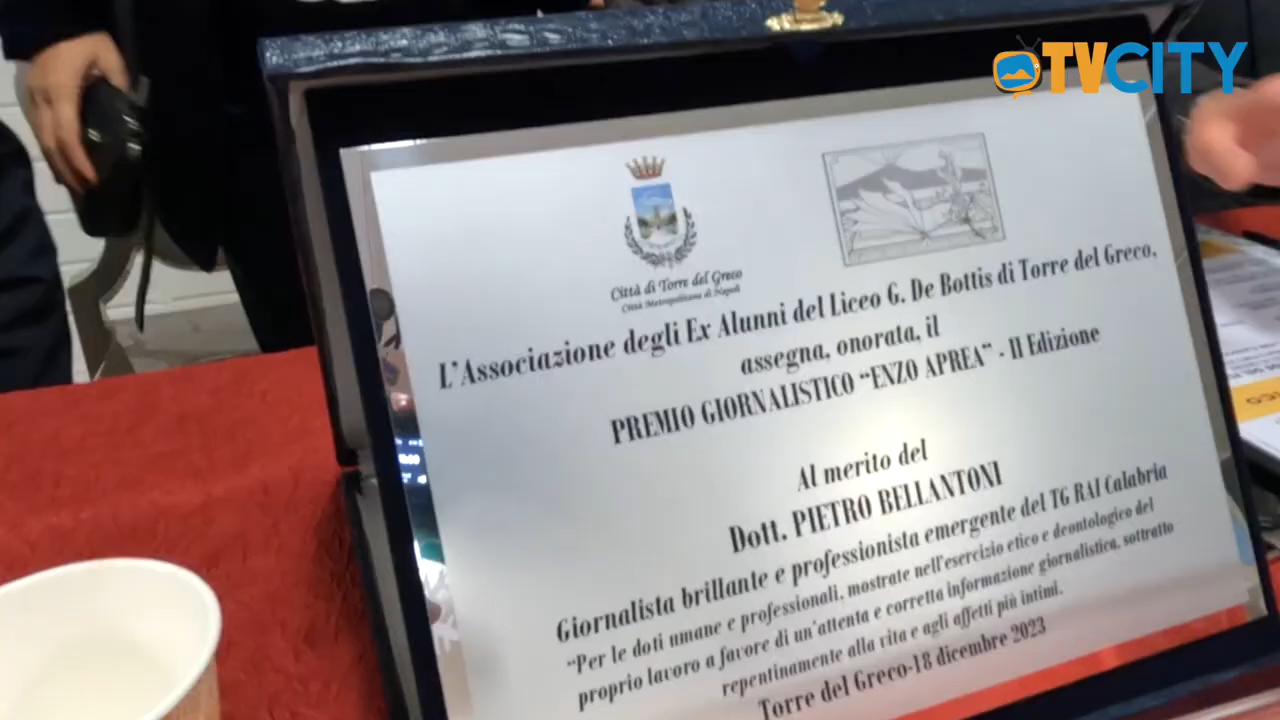 TVCITY
Città di Torre del Greco
Città Metropolitana di Napoli
L'Associazione degli Ex Alunni del Liceo G. De Bottis di Torre del Greco,
assegna, onorata, il
PREMIO GIORNALISTICO "ENZO APREA" - II Edizione
Al merito del
Dott. PIETRO BELLANTONI
Giornalista brillante e professionista emergente del TG RAI Calabria
"Per le doti umane e professionali, mostrate nell'esercizio etico e deontologico del
proprio lavoro a favore di un'attenta e corretta informazione giornalistica, sottratto
repentinamente alla vita e agli affetti più intimi.
Torre del Greco-18 dicembre 2023